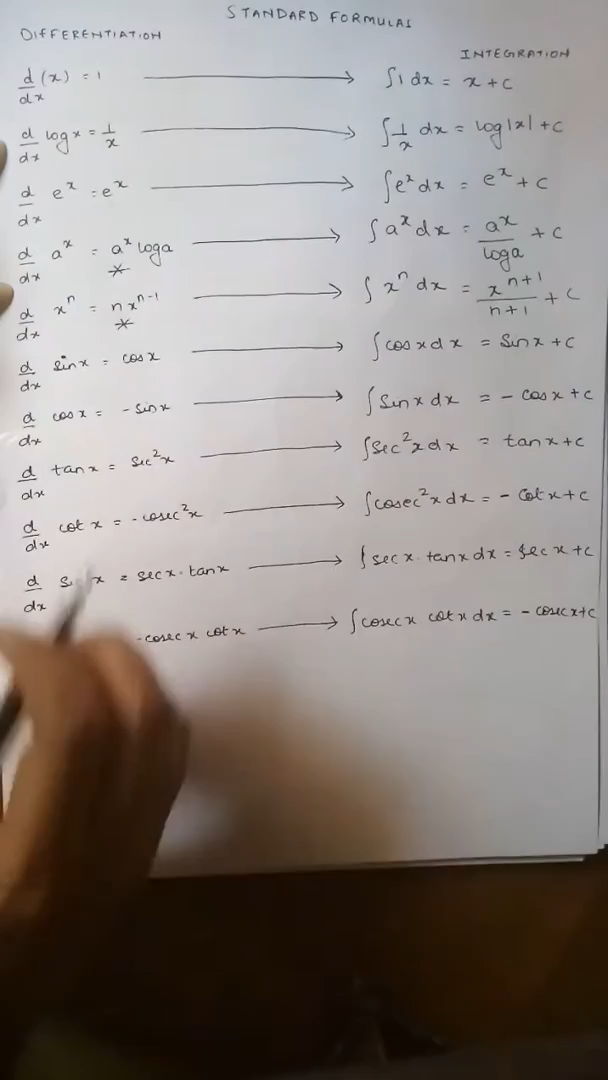 STANDARD FORMULAS
DIFFERENTIATION
INTEGRATION
d/dx (x) = 1 ⟶ ∫1 dx = x + c
d/dx log x = 1/x ⟶ ∫1/x dx = log|x| + c
d/dx e^x = e^x ⟶ ∫e^x dx = e^x + c
d/dx a^x = a^x log a * ⟶ ∫a^x dx = a^x/log a + c
d/dx x^n = n x^(n-1) * ⟶ ∫x^n dx = x^(n+1)/(n+1) + c
d/dx sin x = cos x ⟶ ∫cos x dx = sin x + c
d/dx cos x = - sin x ⟶ ∫sin x dx = - cos x + c
d/dx tan x = sec²x ⟶ ∫sec²x dx = tan x + c
d/dx cot x = - cosec²x ⟶ ∫cosec²x dx = - cot x + c
d/dx x = sec x · tan x ⟶ ∫sec x · tan x dx = sec x + c
- cosec x cot x ⟶ ∫cosec x cot x dx = - cosec x + c